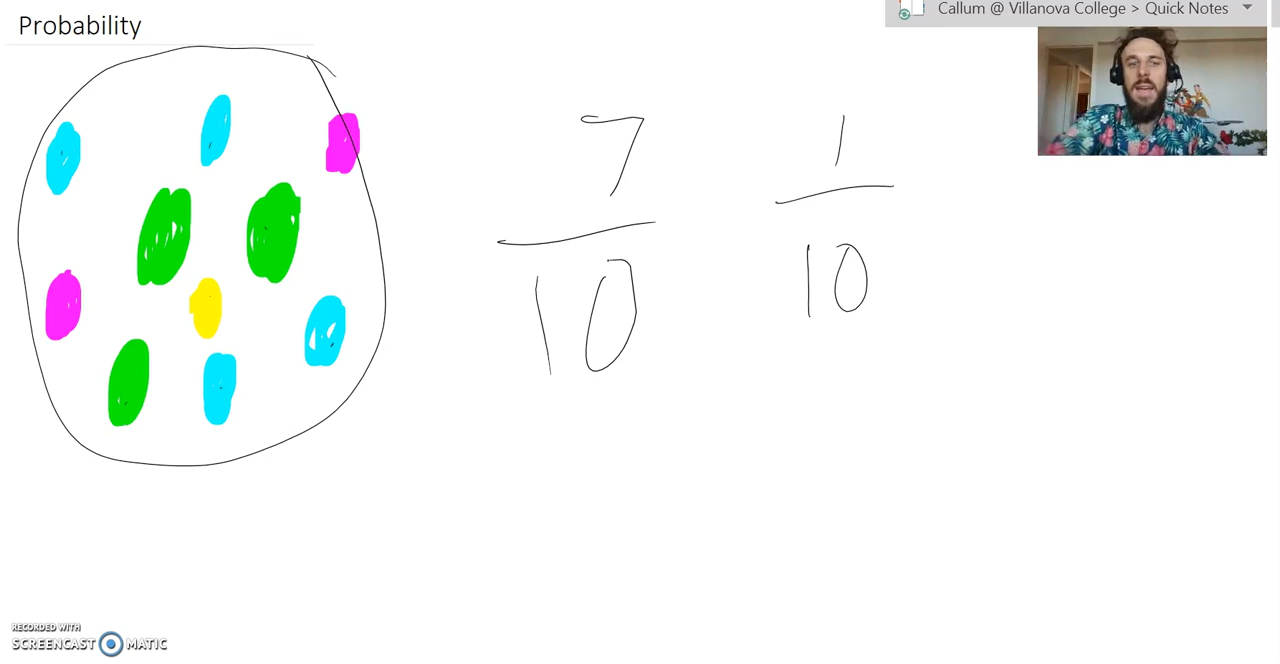 Probability
Callum @ Villanova College > Quick Notes
7
10
1
10
RECORDED WITH
SCREENCAST MATIC